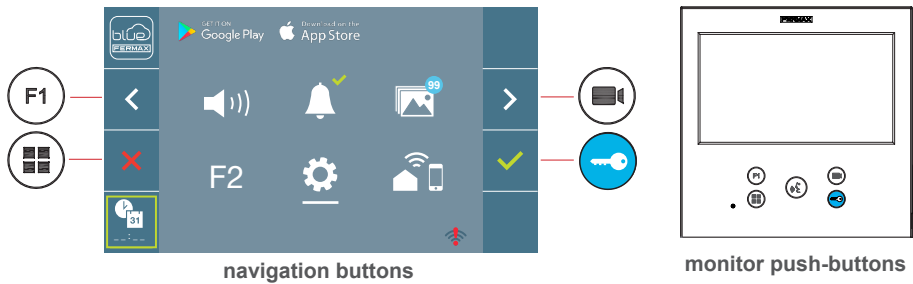 blue
FERMAX
GET IT ON
Google Play
Download on the
App Store
F1
99
F2
31
--:--
navigation buttons
FERMAX
F1
monitor push-buttons